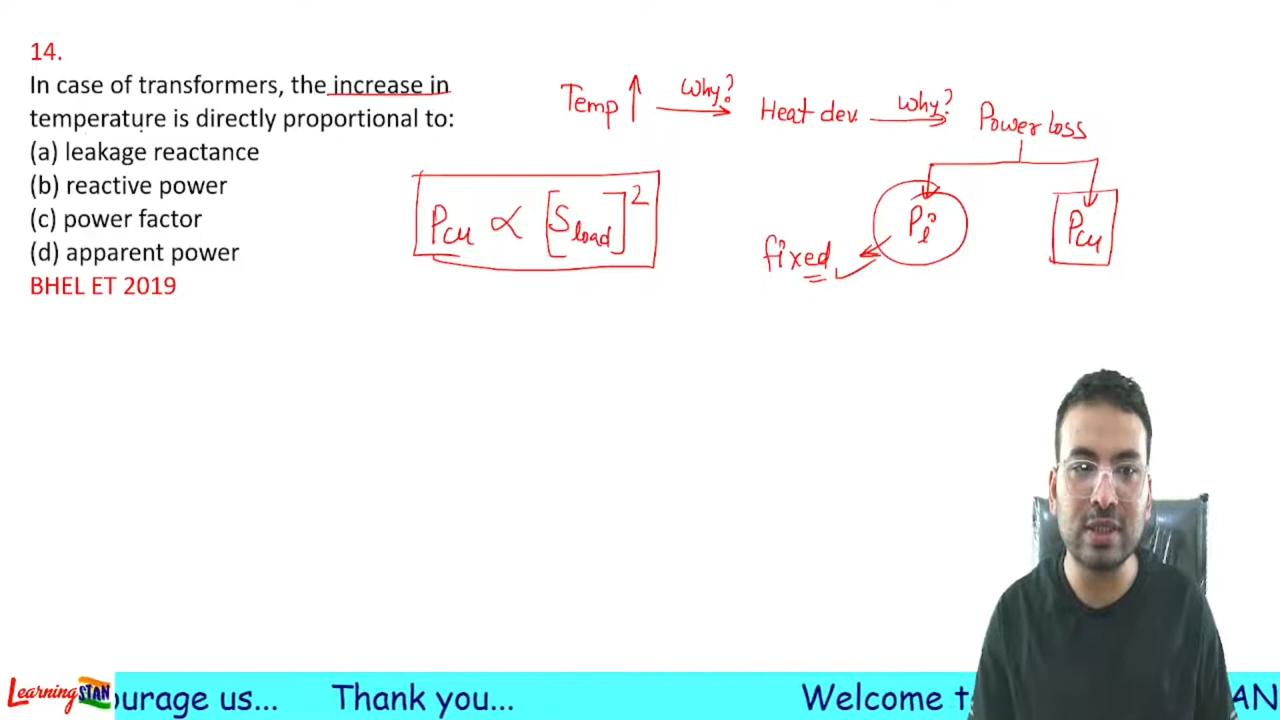 14.
In case of transformers, the increase in
temperature is directly proportional to:
(a) leakage reactance
(b) reactive power
(c) power factor
(d) apparent power
BHEL ET 2019
Temp ↑ Why? → Heat dev. Why? → Power loss
Pi Pcu
fixed
Pcu ∝ [Sload]²
LearningSTAN
ourage us... Thank you... Welcome t AN